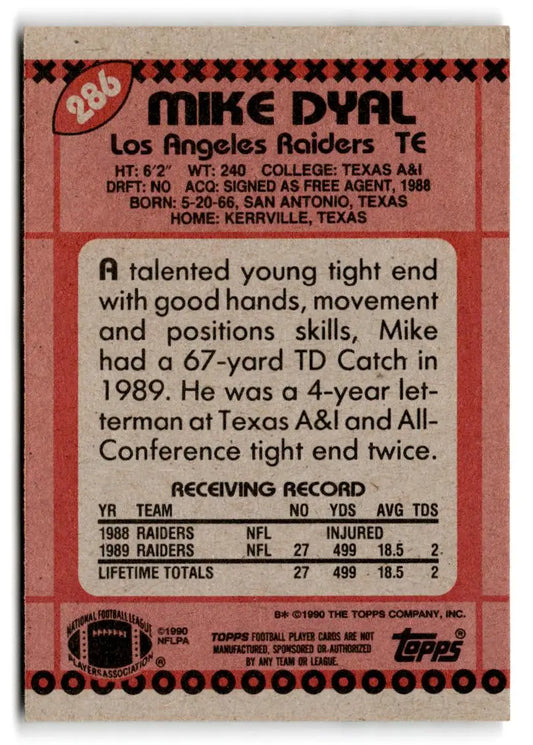 286
MIKE DYAL
Los Angeles Raiders TE
HT: 6'2" WT: 240 COLLEGE: TEXAS A&I
DRFT: NO ACQ: SIGNED AS FREE AGENT, 1988
BORN: 5-20-66, SAN ANTONIO, TEXAS
HOME: KERRVILLE, TEXAS
A talented young tight end
with good hands, movement
and positions skills, Mike
had a 67-yard TD Catch in
1989. He was a 4-year let-
terman at Texas A&I and All-
Conference tight end twice.
RECEIVING RECORD
YR TEAM NO YDS AVG TDS
1988 RAIDERS NFL INJURED
1989 RAIDERS NFL 27 499 18.5 2
LIFETIME TOTALS 27 499 18.5 2
B* ©1990 THE TOPPS COMPANY, INC.
NATIONAL FOOTBALL LEAGUE
PLAYERS ASSOCIATION ®
©1990
NFLPA
TOPPS FOOTBALL PLAYER CARDS ARE NOT
MANUFACTURED, SPONSORED OR AUTHORIZED
BY ANY TEAM OR LEAGUE.
TOPPS®